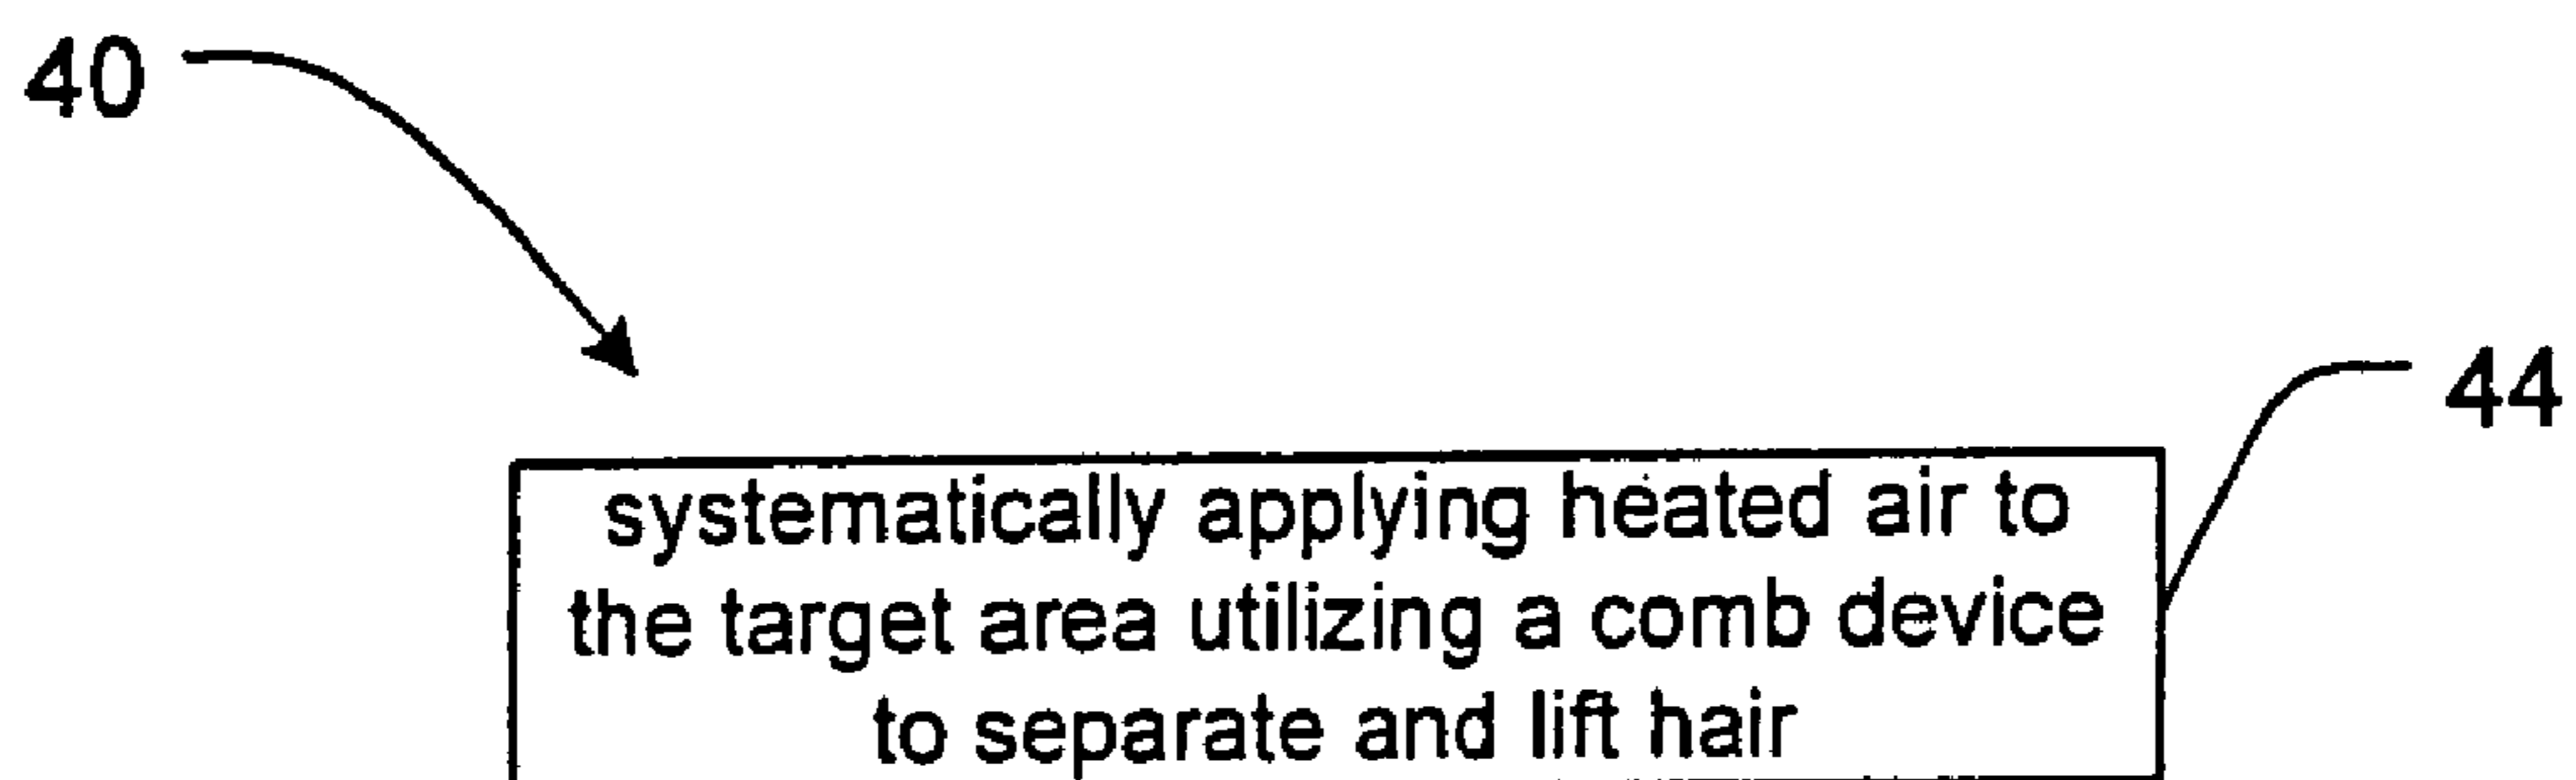 40
44
systematically applying heated air to
the target area utilizing a comb device
to separate and lift hair